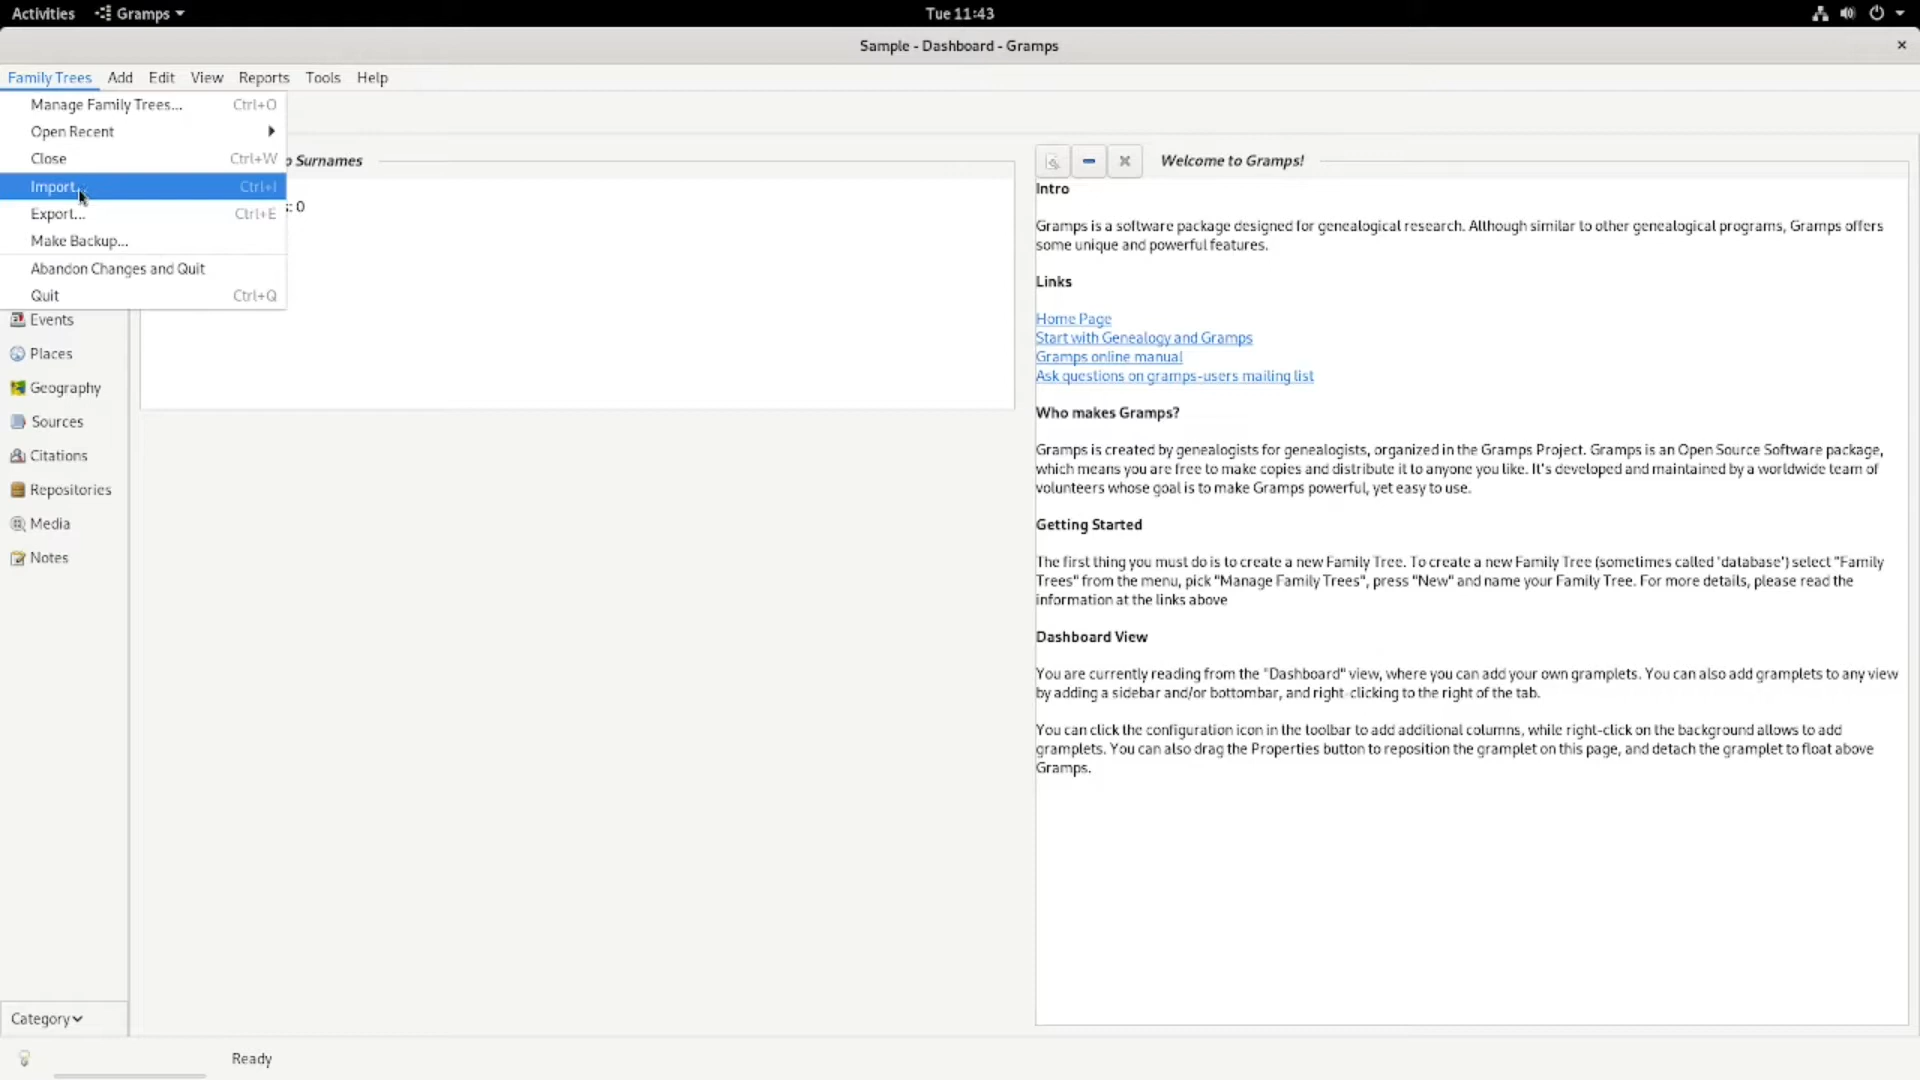 Activities Gramps Tue 11:43
Sample - Dashboard - Gramps
Family Trees Add Edit View Reports Tools Help
Manage Family Trees... Ctrl+O
Open Recent
Close Ctrl+W
Import... Ctrl+I
Export... Ctrl+E
Make Backup...
Abandon Changes and Quit
Quit Ctrl+Q
Surnames
: 0
Events
Places
Geography
Sources
Citations
Repositories
Media
Notes
Category
Ready
Welcome to Gramps!
Intro
Gramps is a software package designed for genealogical research. Although similar to other genealogical programs, Gramps offers
some unique and powerful features.
Links
Home Page
Start with Genealogy and Gramps
Gramps online manual
Ask questions on gramps-users mailing list
Who makes Gramps?
Gramps is created by genealogists for genealogists, organized in the Gramps Project. Gramps is an Open Source Software package,
which means you are free to make copies and distribute it to anyone you like. It's developed and maintained by a worldwide team of
volunteers whose goal is to make Gramps powerful, yet easy to use.
Getting Started
The first thing you must do is to create a new Family Tree. To create a new Family Tree (sometimes called 'database') select "Family
Trees" from the menu, pick "Manage Family Trees", press "New" and name your Family Tree. For more details, please read the
information at the links above
Dashboard View
You are currently reading from the "Dashboard" view, where you can add your own gramplets. You can also add gramplets to any view
by adding a sidebar and/or bottombar, and right-clicking to the right of the tab.
You can click the configuration icon in the toolbar to add additional columns, while right-click on the background allows to add
gramplets. You can also drag the Properties button to reposition the gramplet on this page, and detach the gramplet to float above
Gramps.